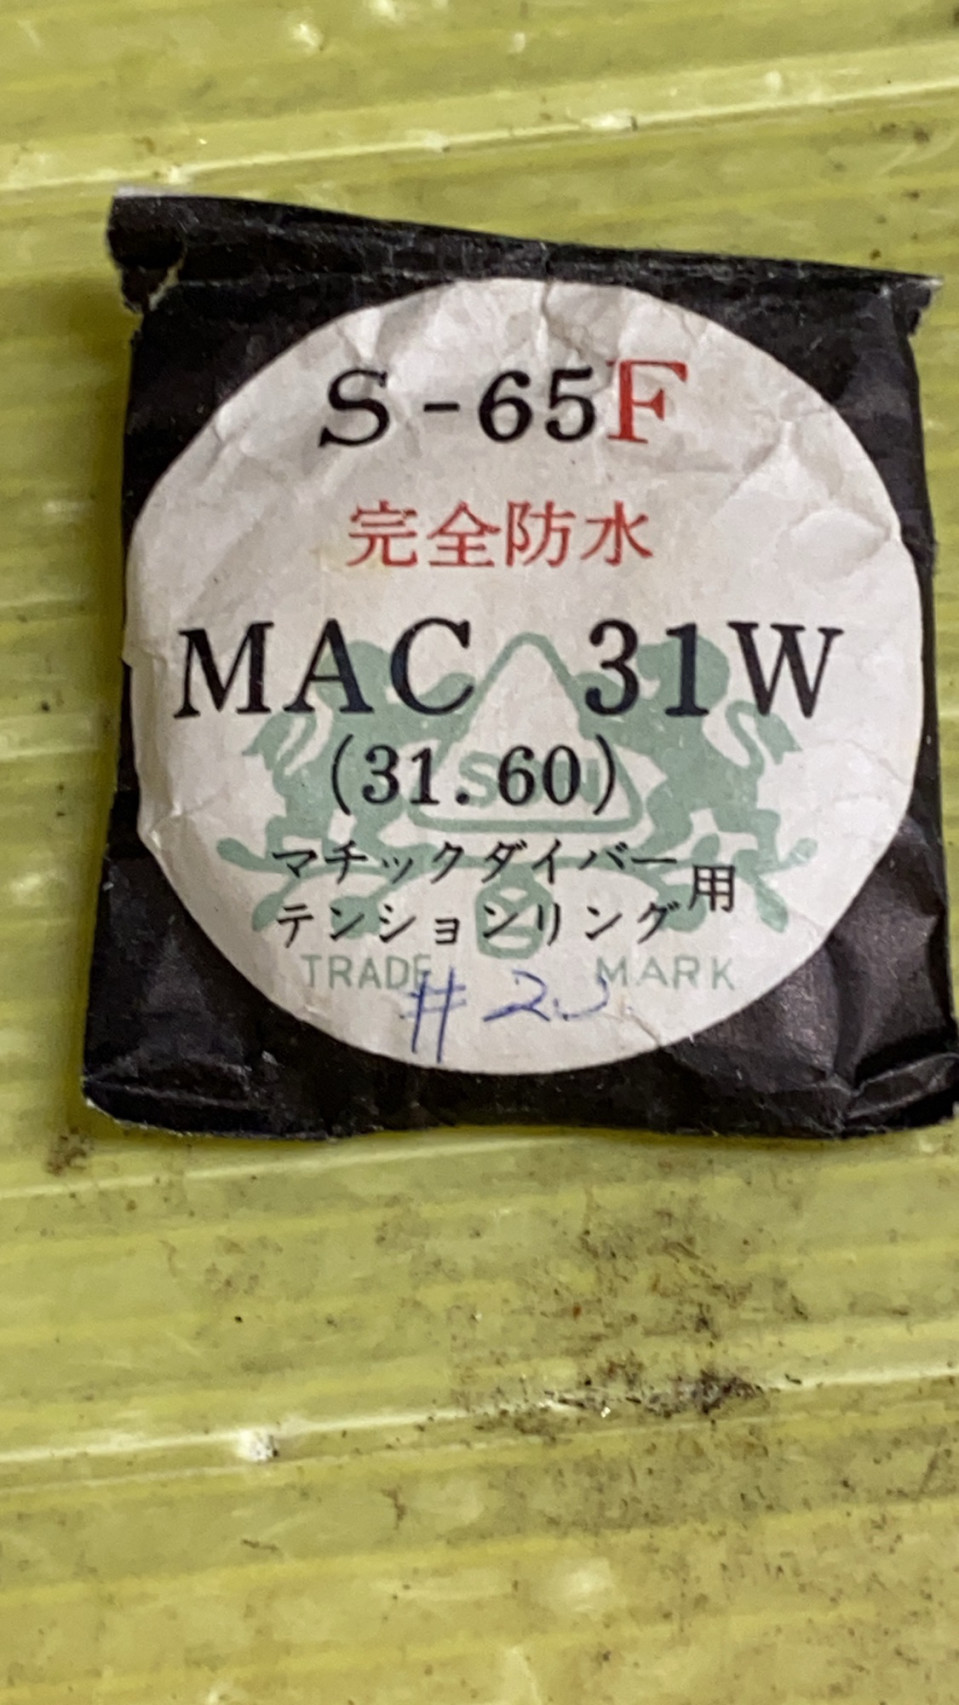 S-65F
完全防水
MAC 31W
(31.60)
マチックダイバー
テンションリング用
TRADE MARK